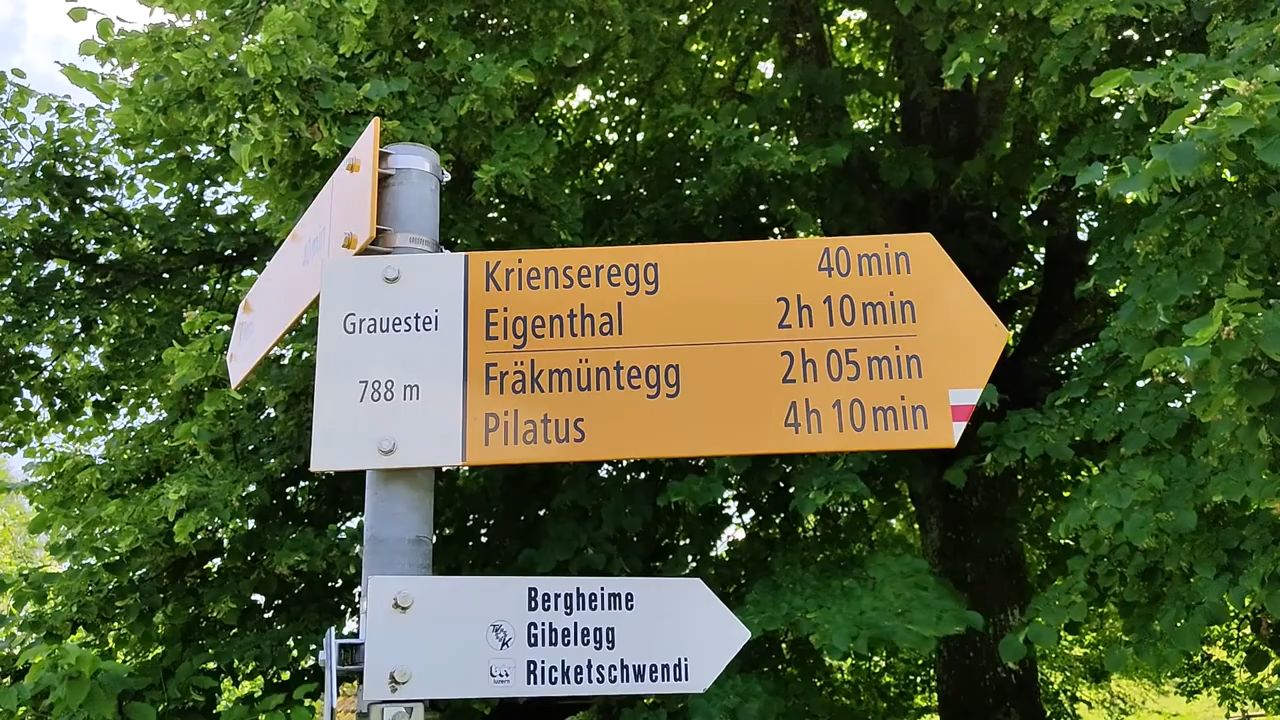 Grauestei
788 m
Krienseregg 40 min
Eigenthal 2h 10 min
Fräkmüntegg 2h 05 min
Pilatus 4h 10 min
Bergheime
Gibelegg
Ricketschwendi
luzern